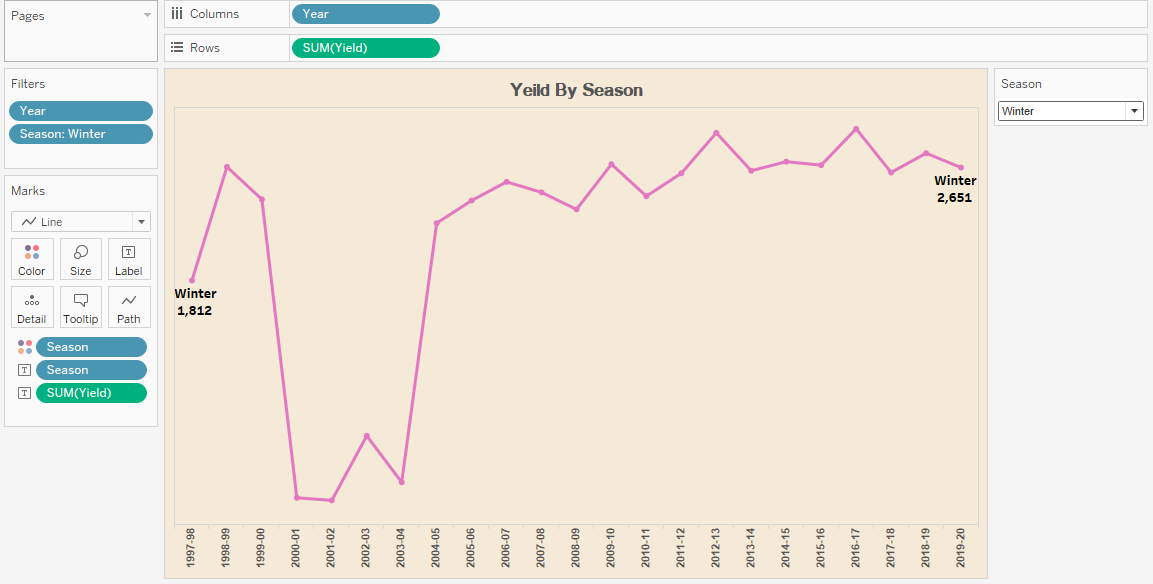 Pages
Columns
Year
Rows
SUM(Yield)
Filters
Year
Season: Winter
Marks
Line
Color
Size
T
Label
Detail
Tooltip
Path
Season
T
Season
T
SUM(Yield)
Yeild By Season
Winter
1,812
Winter
2,651
1997-98
1998-99
1999-00
2000-01
2001-02
2002-03
2003-04
2004-05
2005-06
2006-07
2007-08
2008-09
2009-10
2010-11
2011-12
2012-13
2013-14
2014-15
2015-16
2016-17
2017-18
2018-19
2019-20
Season
Winter